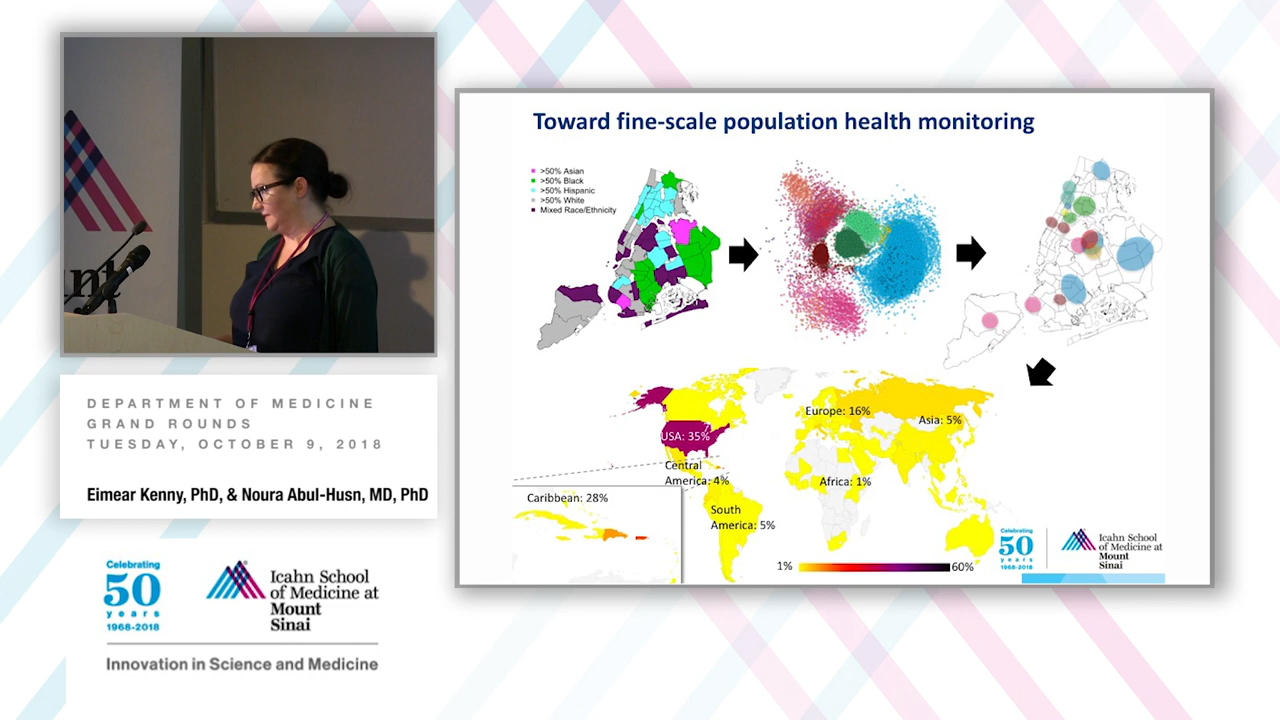 Toward fine-scale population health monitoring
>50% Asian
>50% Black
>50% Hispanic
>50% White
Mixed Race/Ethnicity
Europe: 16%
Asia: 5%
USA: 35%
Central
America: 4%
Africa: 1%
Caribbean: 28%
South
America: 5%
1%
60%
Celebrating
50
years
1968-2018
Icahn School
of Medicine at
Mount
Sinai
DEPARTMENT OF MEDICINE
GRAND ROUNDS
TUESDAY, OCTOBER 9, 2018
Eimear Kenny, PhD, & Noura Abul-Husn, MD, PhD
Celebrating
50
years
1968-2018
Icahn School
of Medicine at
Mount
Sinai
Innovation in Science and Medicine